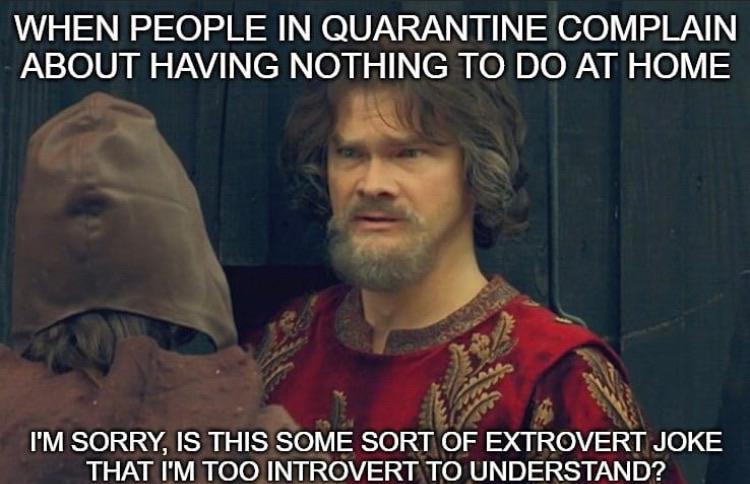 WHEN PEOPLE IN QUARANTINE COMPLAIN
ABOUT HAVING NOTHING TO DO AT HOME
I'M SORRY, IS THIS SOME SORT OF EXTROVERT JOKE
THAT I'M TOO INTROVERT TO UNDERSTAND?